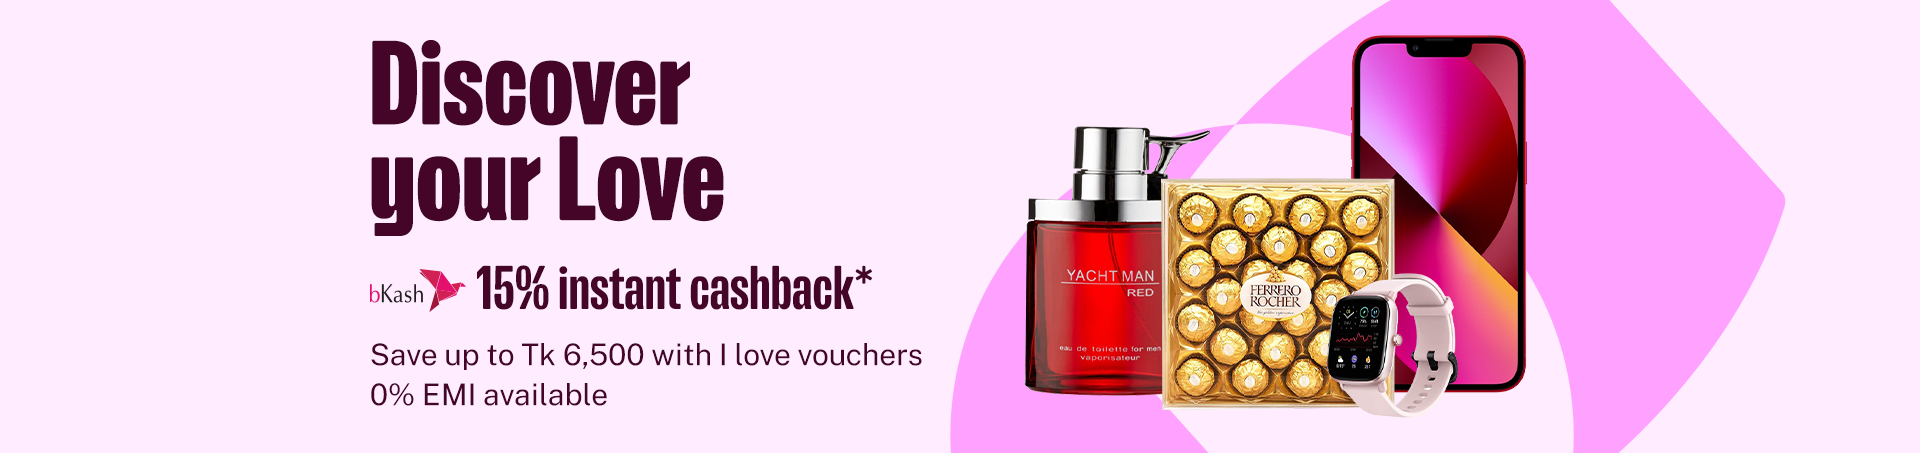 Discover
your Love
bKash 15% instant cashback*
Save up to Tk 6,500 with I love vouchers
0% EMI available
YACHT MAN
RED
eau de toilette for men
vaporisateur
FERRERO
ROCHER